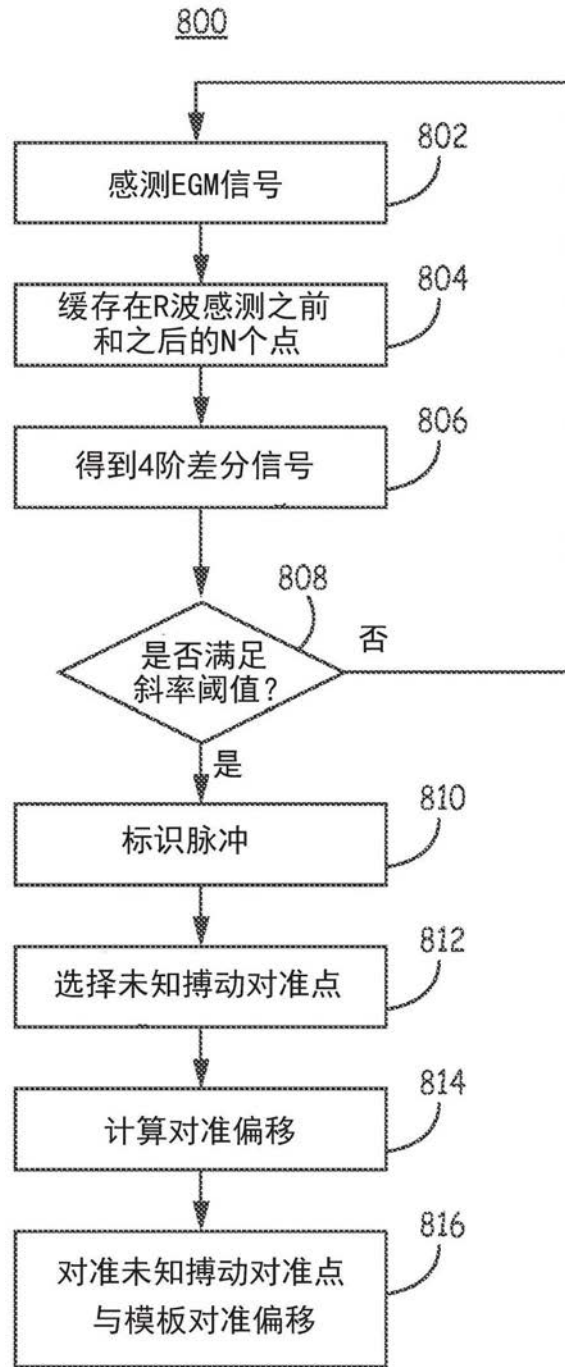 800
802
感测EGM信号
804
缓存在R波感测之前
和之后的N个点
806
得到4阶差分信号
808
是否满足
斜率阈值?
否
是
810
标识脉冲
812
选择未知搏动对准点
814
计算对准偏移
816
对准未知搏动对准点
与模板对准偏移